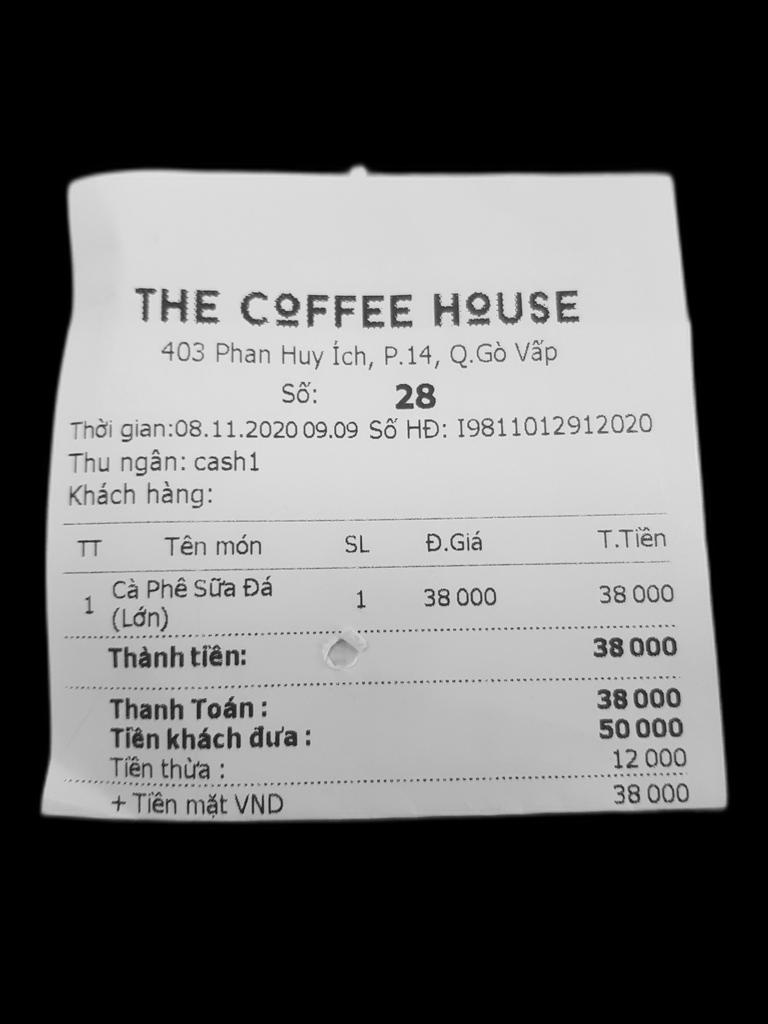 THE COFFEE HOUSE
403 Phan Huy Ích, P.14, Q.Gò Vấp
Số: 28
Thời gian:08.11.2020 09.09 Số HĐ: I9811012912020
Thu ngân: cash1
Khách hàng:
TT Tên món SL Đ.Giá T.Tiền
1 Cà Phê Sữa Đá 1 38 000 38 000
(Lớn)
Thành tiền: 38 000
Thanh Toán : 38 000
Tiền khách đưa : 50 000
Tiền thừa : 12 000
+ Tiền mặt VND 38 000